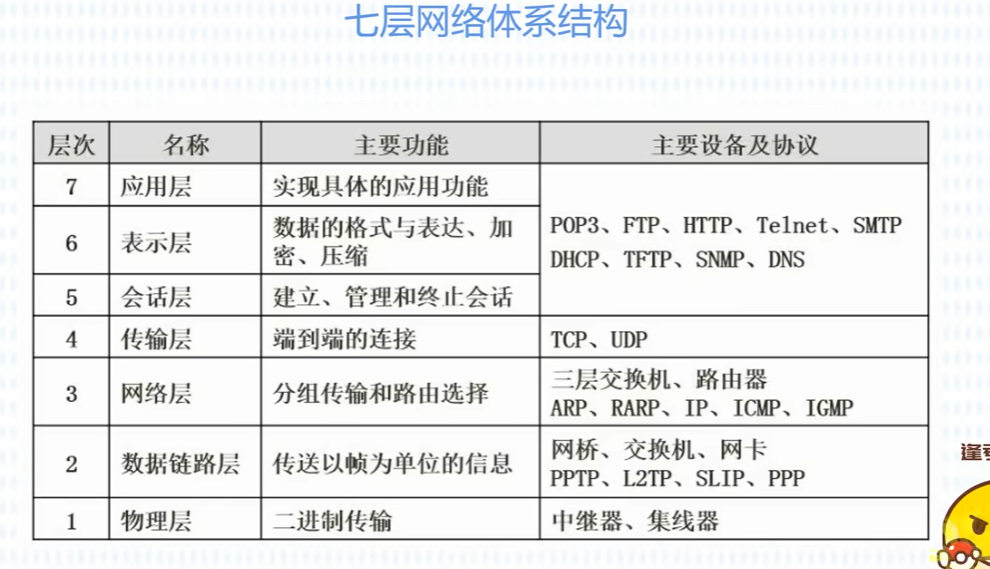 七层网络体系结构
层次 名称 主要功能 主要设备及协议
7 应用层 实现具体的应用功能
6 表示层 数据的格式与表达、加
密、压缩
5 会话层 建立、管理和终止会话
POP3、FTP、HTTP、Telnet、SMTP
DHCP、TFTP、SNMP、DNS
4 传输层 端到端的连接 TCP、UDP
3 网络层 分组传输和路由选择 三层交换机、路由器
ARP、RARP、IP、ICMP、IGMP
2 数据链路层 传送以帧为单位的信息 网桥、交换机、网卡
PPTP、L2TP、SLIP、PPP
1 物理层 二进制传输 中继器、集线器
逢